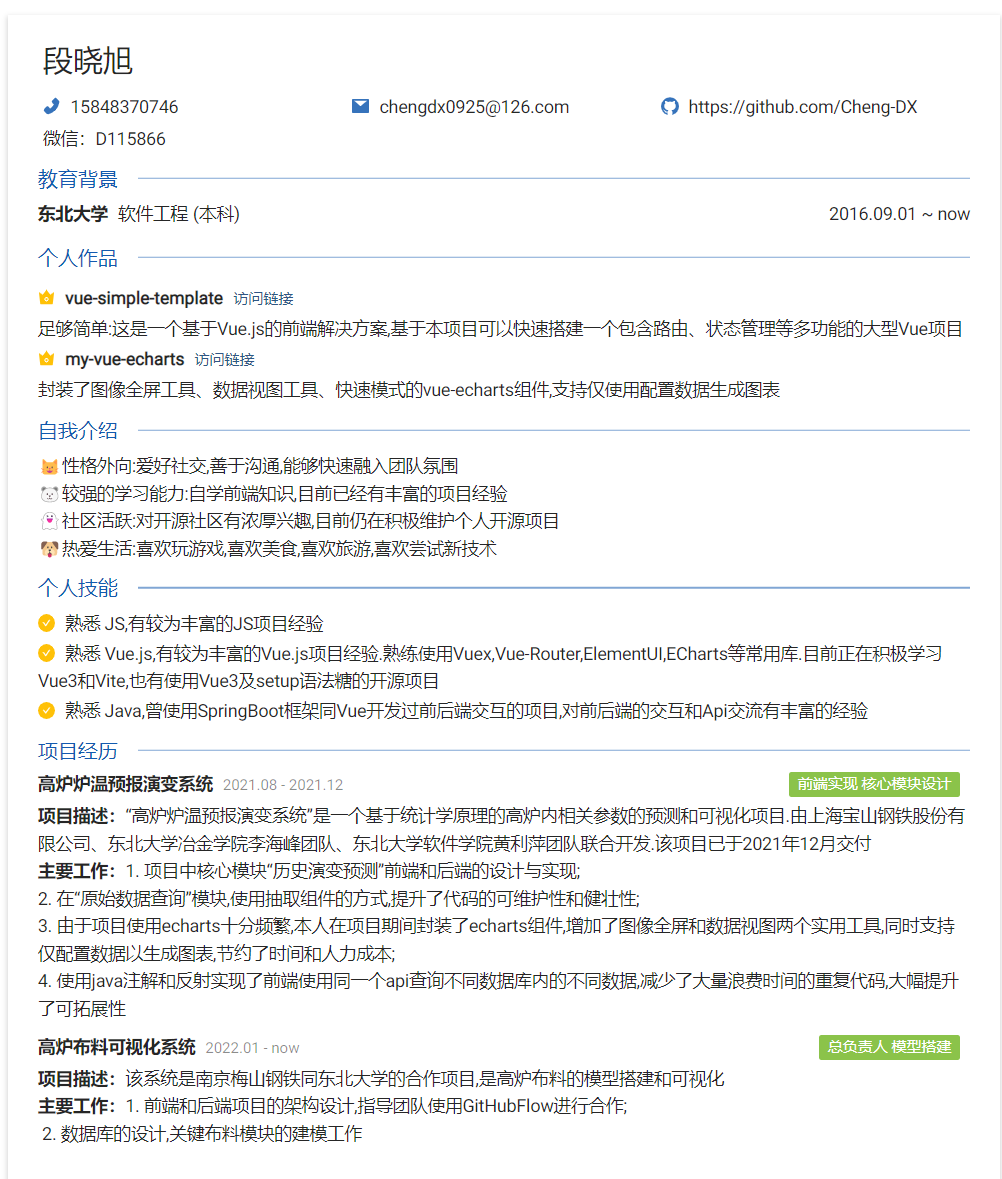 段晓旭
15848370746 chengdx0925@126.com https://github.com/Cheng-DX
微信：D115866
教育背景
东北大学 软件工程 (本科) 2016.09.01 ~ now
个人作品
vue-simple-template 访问链接
足够简单:这是一个基于Vue.js的前端解决方案,基于本项目可以快速搭建一个包含路由、状态管理等多功能的大型Vue项目
my-vue-echarts 访问链接
封装了图像全屏工具、数据视图工具、快速模式的vue-echarts组件,支持仅使用配置数据生成图表
自我介绍
🐱性格外向:爱好社交,善于沟通,能够快速融入团队氛围
🐻‍❄️较强的学习能力:自学前端知识,目前已经有丰富的项目经验
👻社区活跃:对开源社区有浓厚兴趣,目前仍在积极维护个人开源项目
🐶热爱生活:喜欢玩游戏,喜欢美食,喜欢旅游,喜欢尝试新技术
个人技能
熟悉 JS,有较为丰富的JS项目经验
熟悉 Vue.js,有较为丰富的Vue.js项目经验.熟练使用Vuex,Vue-Router,ElementUI,ECharts等常用库.目前正在积极学习
Vue3和Vite,也有使用Vue3及setup语法糖的开源项目
熟悉 Java,曾使用SpringBoot框架同Vue开发过前后端交互的项目,对前后端的交互和Api交流有丰富的经验
项目经历
高炉炉温预报演变系统 2021.08 - 2021.12 前端实现 核心模块设计
项目描述：“高炉炉温预报演变系统”是一个基于统计学原理的高炉内相关参数的预测和可视化项目.由上海宝山钢铁股份有
限公司、东北大学冶金学院李海峰团队、东北大学软件学院黄利萍团队联合开发.该项目已于2021年12月交付
主要工作：1. 项目中核心模块“历史演变预测”前端和后端的设计与实现;
2. 在“原始数据查询”模块,使用抽取组件的方式,提升了代码的可维护性和健壮性;
3. 由于项目使用echarts十分频繁,本人在项目期间封装了echarts组件,增加了图像全屏和数据视图两个实用工具,同时支持
仅配置数据以生成图表,节约了时间和人力成本;
4. 使用java注解和反射实现了前端使用同一个api查询不同数据库内的不同数据,减少了大量浪费时间的重复代码,大幅提升
了可拓展性
高炉布料可视化系统 2022.01 - now 总负责人 模型搭建
项目描述：该系统是南京梅山钢铁同东北大学的合作项目,是高炉布料的模型搭建和可视化
主要工作：1. 前端和后端项目的架构设计,指导团队使用GitHubFlow进行合作;
2. 数据库的设计,关键布料模块的建模工作